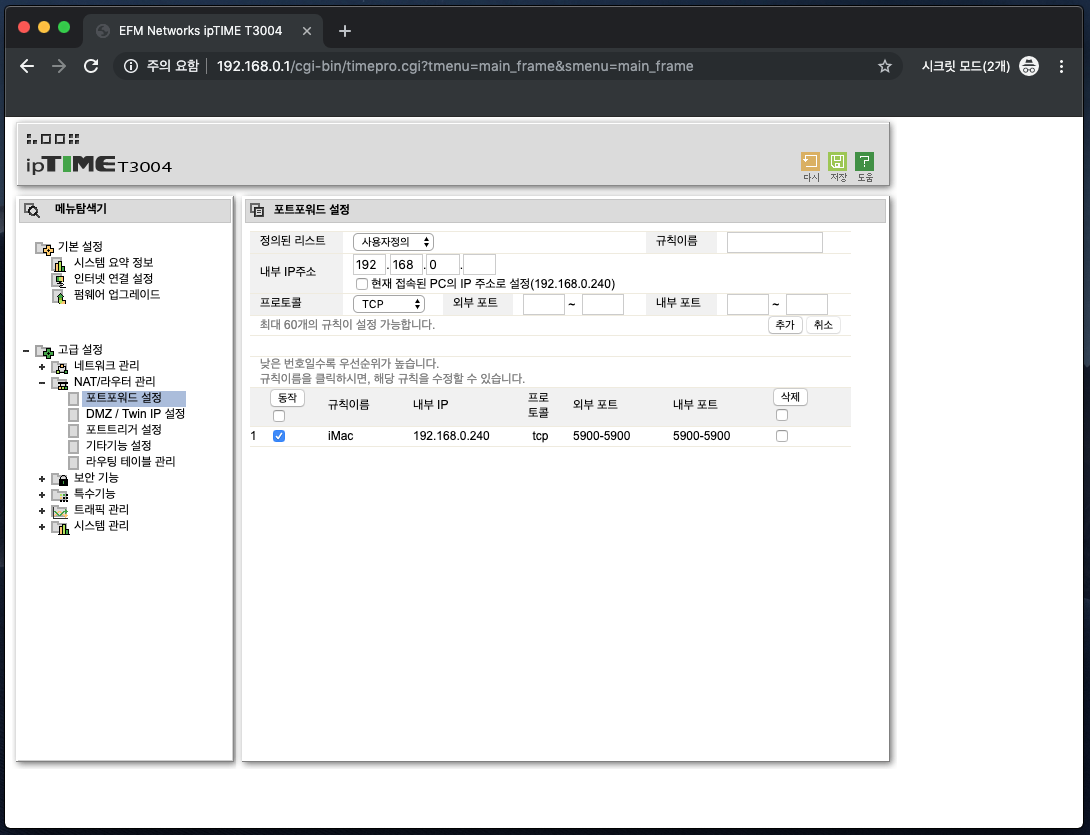 EFM Networks ipTIME T3004
주의 요함 192.168.0.1/cgi-bin/timepro.cgi?tmenu=main_frame&smenu=main_frame 시크릿 모드(2개)
ipTIME T3004
다시 저장 도움
메뉴탐색기
기본 설정
시스템 요약 정보
인터넷 연결 설정
펌웨어 업그레이드
고급 설정
네트워크 관리
NAT/라우터 관리
포트포워드 설정
DMZ / Twin IP 설정
포트트리거 설정
기타기능 설정
라우팅 테이블 관리
보안 기능
특수기능
트래픽 관리
시스템 관리
포트포워드 설정
정의된 리스트 사용자정의 규칙이름
내부 IP주소 192 . 168 . 0 .
현재 접속된 PC의 IP 주소로 설정(192.168.0.240)
프로토콜 TCP 외부 포트 ~ 내부 포트 ~
최대 60개의 규칙이 설정 가능합니다. 추가 취소
낮은 번호일수록 우선순위가 높습니다.
규칙이름을 클릭하시면, 해당 규칙을 수정할 수 있습니다.
동작 규칙이름 내부 IP 프로토콜 외부 포트 내부 포트 삭제
1 iMac 192.168.0.240 tcp 5900-5900 5900-5900